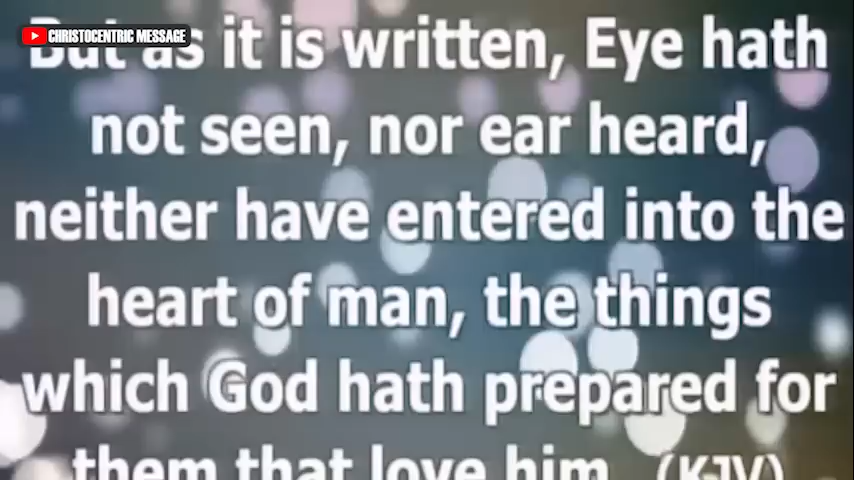 CHRISTOCENTRIC MESSAGE
But as it is written, Eye hath
not seen, nor ear heard,
neither have entered into the
heart of man, the things
which God hath prepared for
them that love him. (KJV)